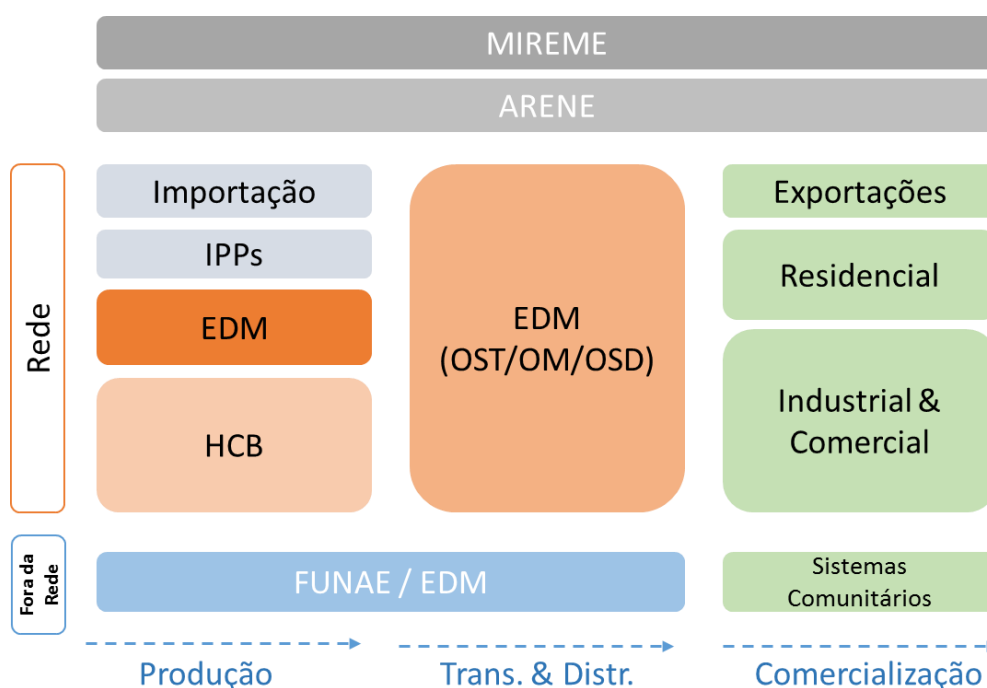 MIREME
ARENE
Rede
Importação
IPPs
EDM
HCB
EDM
(OST/OM/OSD)
Exportações
Residencial
Industrial &
Comercial
Fora da
Rede
FUNAE / EDM
Sistemas
Comunitários
Produção
Trans. & Distr.
Comercialização